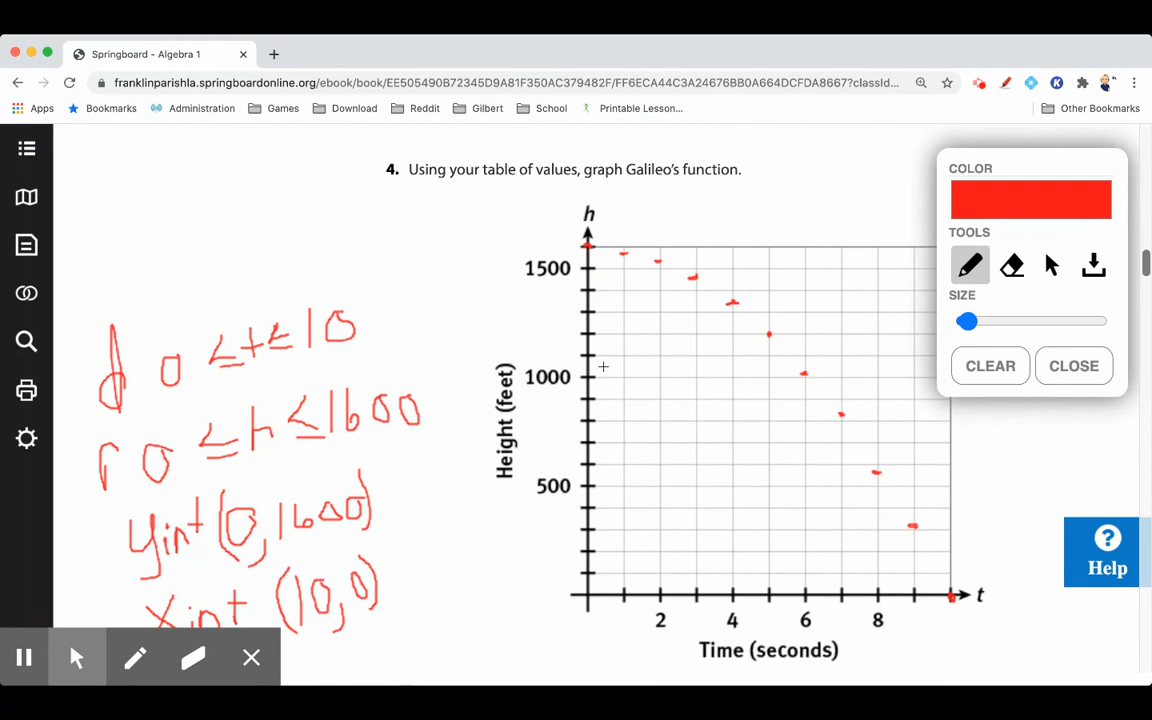 Springboard - Algebra 1
franklinparishla.springboardonline.org/ebook/book/EE505490B72345D9A81F350AC379482F/FF6ECA44C3A24676BB0A664DCFDA8667?classId...
Apps Bookmarks Administration Games Download Reddit Gilbert School Printable Lesson... Other Bookmarks
4. Using your table of values, graph Galileo's function.
COLOR
TOOLS
SIZE
CLEAR CLOSE
h
1500
1000
500
Height (feet)
2 4 6 8
t
Time (seconds)
d 0 ≤ t ≤ 10
r 0 ≤ h ≤ 1600
yint (0, 1600)
xint (10, 0)
?
Help